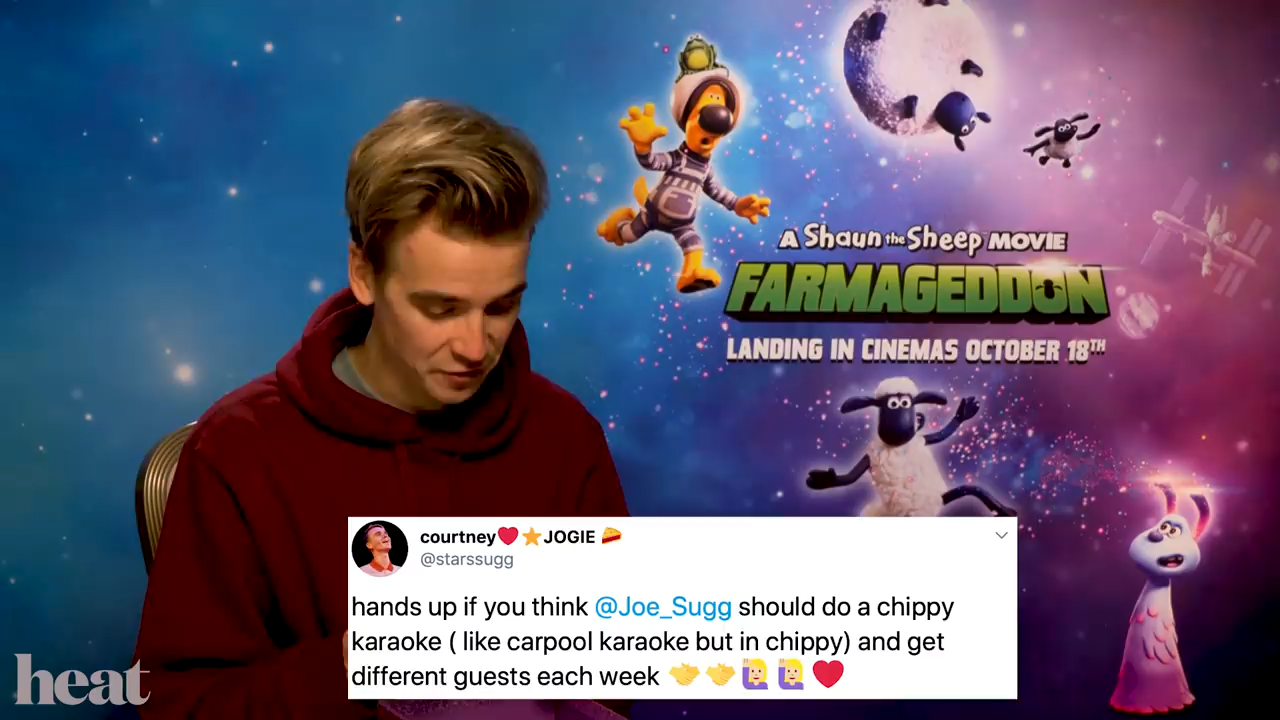 A Shaun the Sheep MOVIE
FARMAGEDDON
LANDING IN CINEMAS OCTOBER 18TH
courtney❤️⭐JOGIE 🥧
@starssugg
hands up if you think @Joe_Sugg should do a chippy
karaoke ( like carpool karaoke but in chippy) and get
different guests each week 🤝🤝🙋🏼‍♀️🙋🏼‍♀️❤️
heat